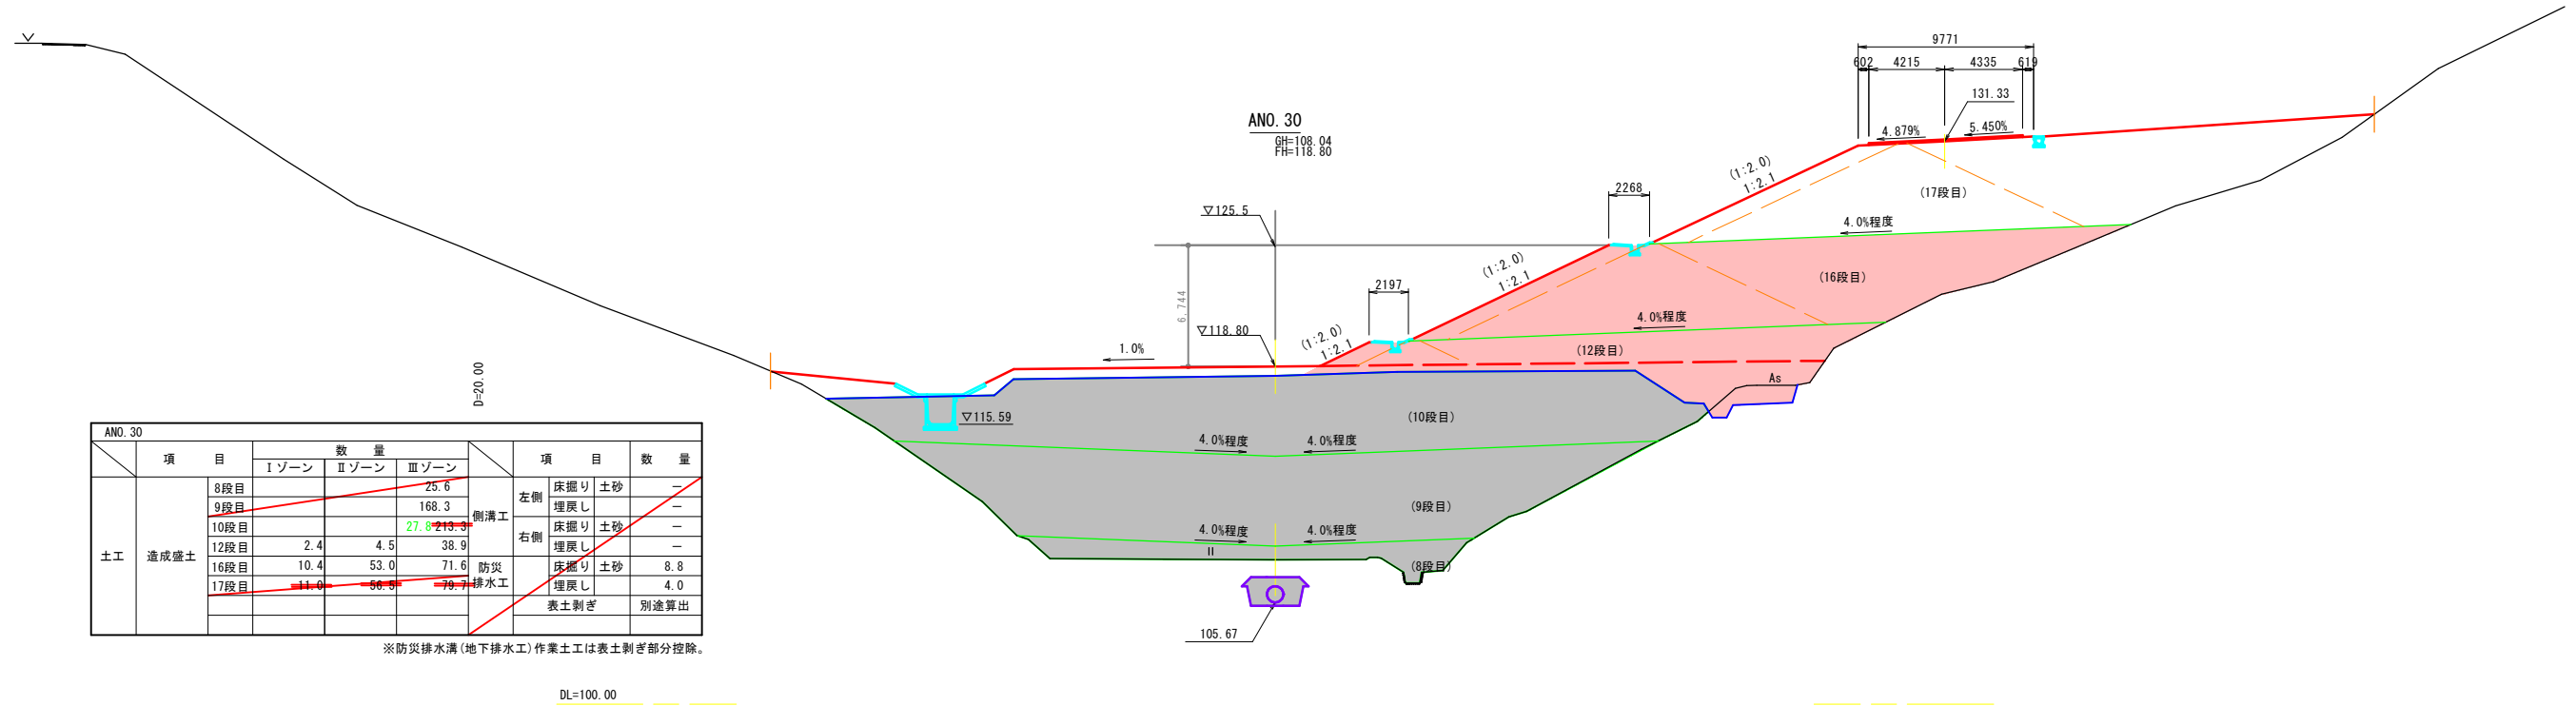 9771
602 4215 4335 619
131.33
ANO.30
GH=108.04
FH=118.80
4.879% 5.450%
(1:2.0)
1:2.1
(17段目)
2268
▽125.5
4.0%程度
(1:2.0)
1:2.1
(16段目)
2197
6,744
▽118.80
(1:2.0)
1:2.1
4.0%程度
1.0%
(12段目)
As
D=20.00
▽115.59
(10段目)
4.0%程度 4.0%程度
(9段目)
4.0%程度 4.0%程度
(8段目)
105.67
ANO.30
項 目 数 量 項 目 数 量
Ⅰゾーン Ⅱゾーン Ⅲゾーン
土工 造成盛土 8段目 25.6 側溝工 左側 床掘り 土砂 －
9段目 168.3 埋戻し －
10段目 27.8 213.3 右側 床掘り 土砂 －
12段目 2.4 4.5 38.9 埋戻し －
16段目 10.4 53.0 71.6 防災 床掘り 土砂 8.8
17段目 11.0 56.5 79.7 排水工 埋戻し 4.0
表土剥ぎ 別途算出
※防災排水溝(地下排水工)作業土工は表土剥ぎ部分控除。
DL=100.00